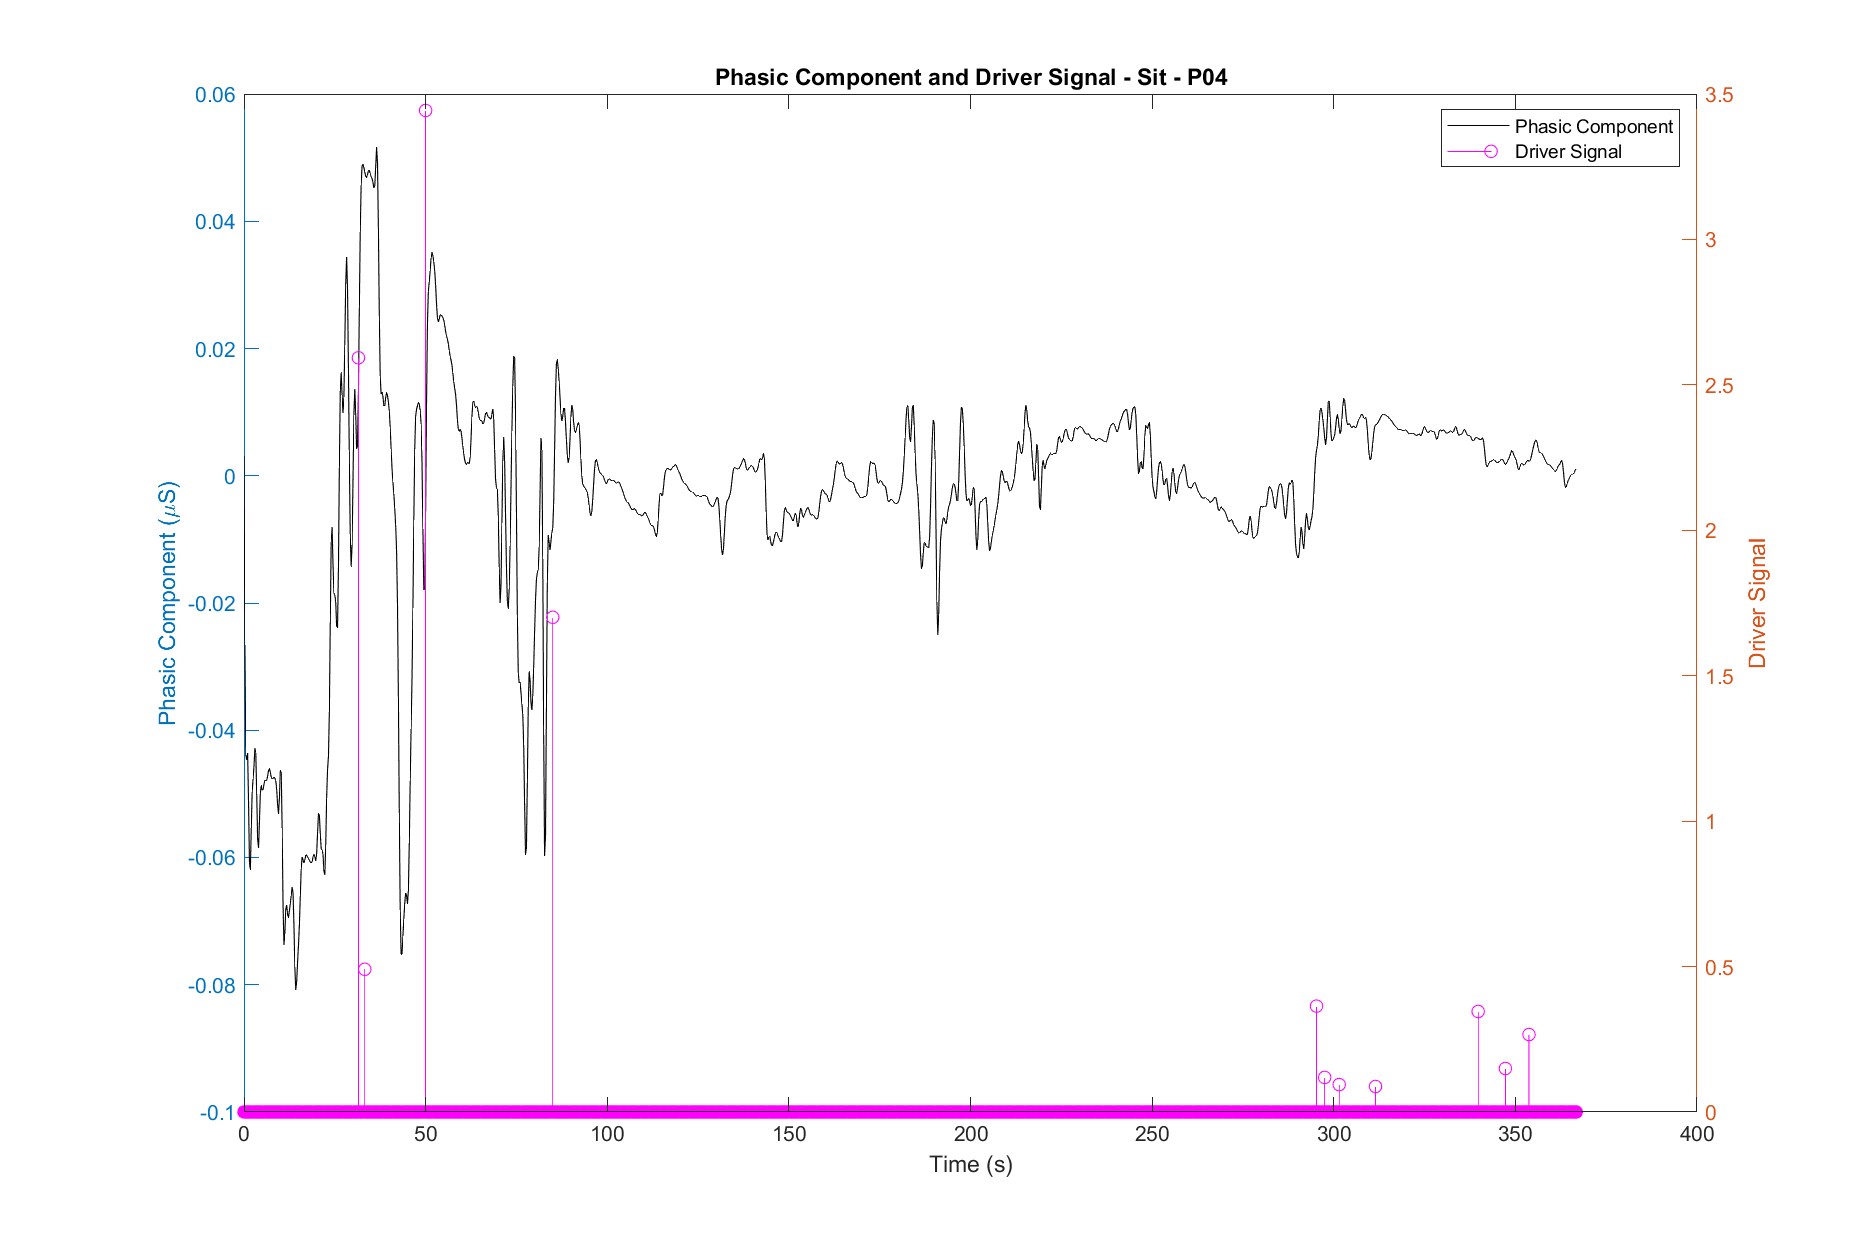 Phasic Component and Driver Signal - Sit - P04
Phasic Component
Driver Signal
0.06
0.04
0.02
0
-0.02
-0.04
-0.06
-0.08
-0.1
Phasic Component (μS)
3.5
3
2.5
2
1.5
1
0.5
0
Driver Signal
0 50 100 150 200 250 300 350 400
Time (s)